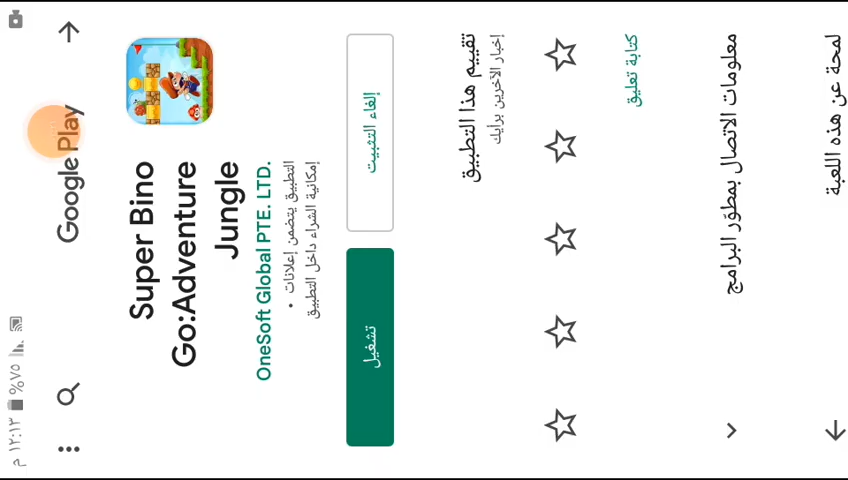 ١٢:١٣ م
%٧٥
Google Play
Super Bino
Go:Adventure
Jungle
OneSoft Global PTE. LTD.
التطبيق يتضمن إعلانات •
إمكانية الشراء داخل التطبيق
إلغاء التثبيت
تشغيل
تقييم هذا التطبيق
إخبار الآخرين برأيك
كتابة تعليق
معلومات الاتصال بمطوّر البرامج
لمحة عن هذه اللعبة